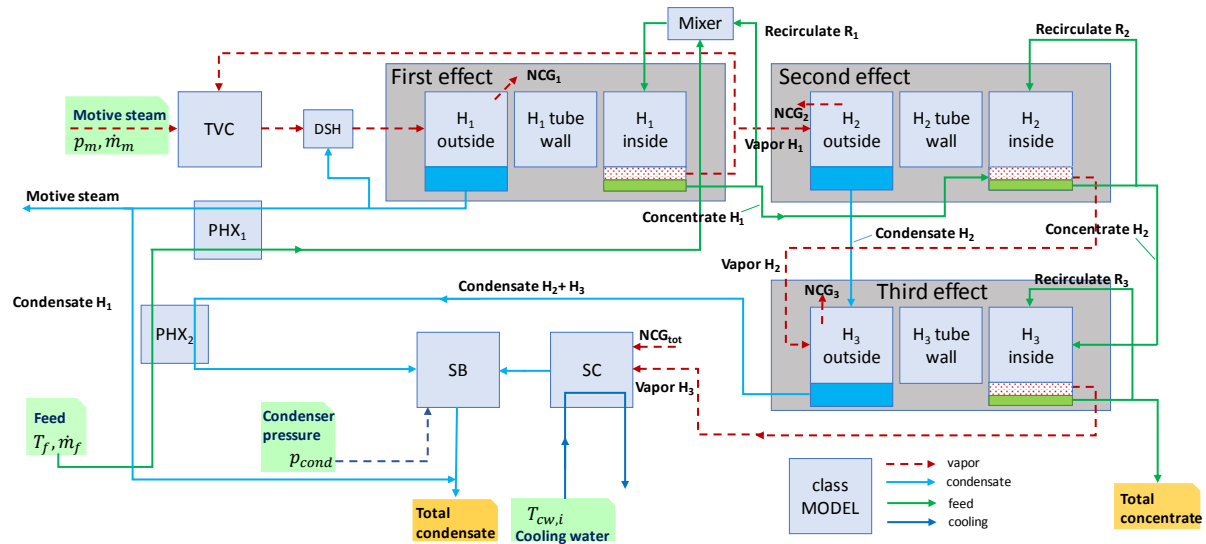 Mixer
Recirculate R₁
Recirculate R₂
First effect
NCG₁
Second effect
Motive steam
pₘ, ṁₘ
TVC
DSH
H₁
outside
H₁ tube
wall
H₁
inside
NCG₂
Vapor H₁
H₂
outside
H₂ tube
wall
H₂
inside
Motive steam
PHX₁
Concentrate H₁
Condensate H₂
Concentrate H₂
Vapor H₂
Condensate H₁
Condensate H₂+ H₃
NCG₃
Third effect
Recirculate R₃
PHX₂
SB
SC
NCGₜₒₜ
Vapor H₃
H₃
outside
H₃ tube
wall
H₃
inside
Feed
T_f, ṁ_f
Condenser
pressure
p_cond
Total
condensate
T_cw,i
Cooling water
class
MODEL
vapor
condensate
feed
cooling
Total
concentrate